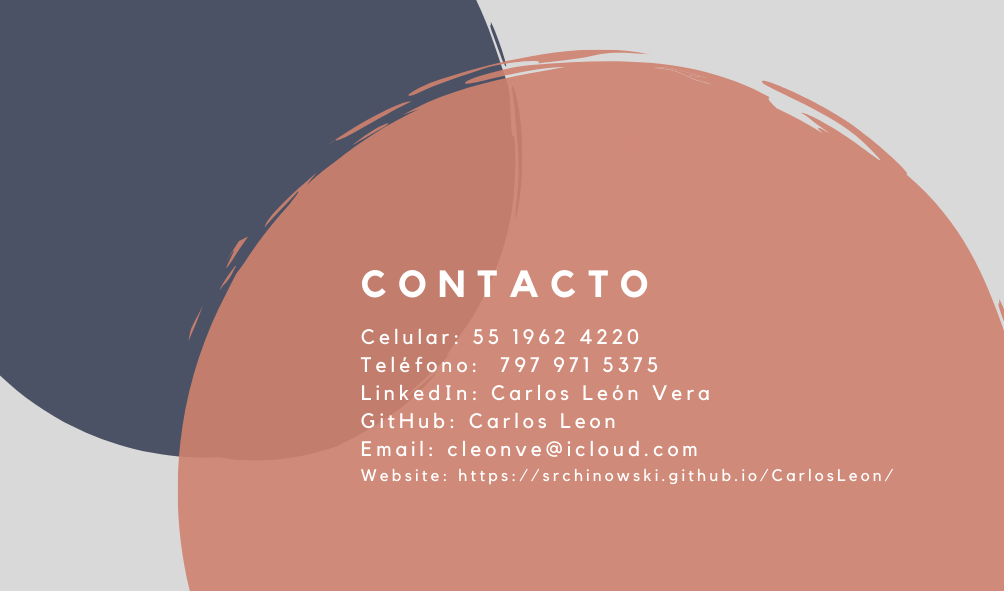 CONTACTO
Celular: 55 1962 4220
Teléfono: 797 971 5375
LinkedIn: Carlos León Vera
GitHub: Carlos Leon
Email: cleonve@icloud.com
Website: https://srchinowski.github.io/CarlosLeon/